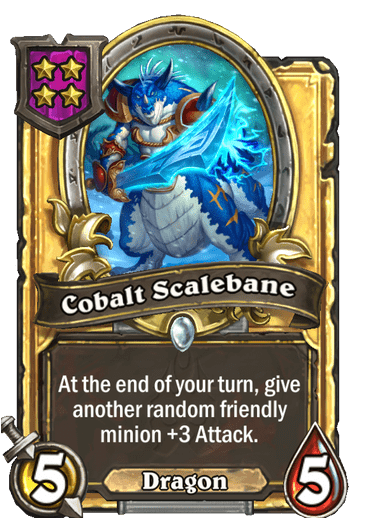 Cobalt Scalebane
At the end of your turn, give
another random friendly
minion +3 Attack.
5
Dragon
5